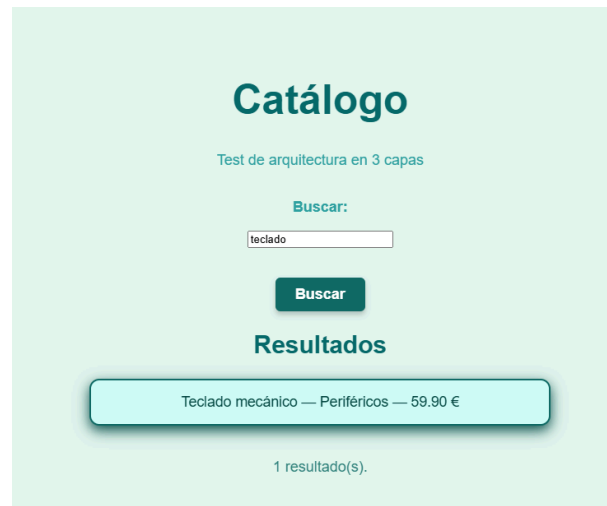 Catálogo
Test de arquitectura en 3 capas
Buscar:
teclado
Buscar
Resultados
Teclado mecánico — Periféricos — 59.90 €
1 resultado(s).